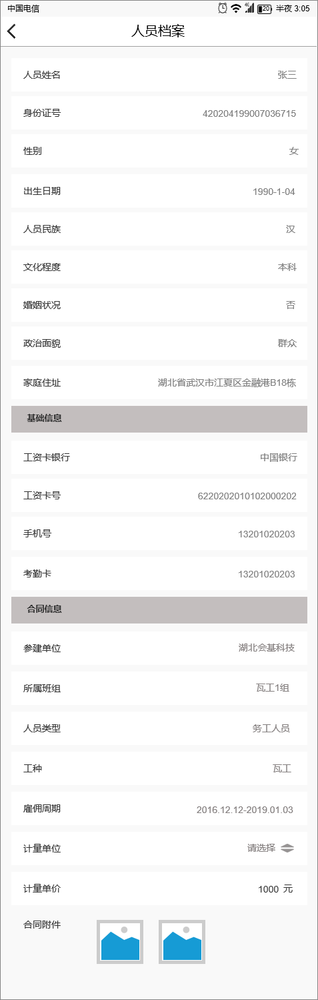 中国电信 4G 20 半夜 3:05
人员档案
人员姓名 张三
身份证号 420204199007036715
性别 女
出生日期 1990-1-04
人员民族 汉
文化程度 本科
婚姻状况 否
政治面貌 群众
家庭住址 湖北省武汉市江夏区金融港B18栋
基础信息
工资卡银行 中国银行
工资卡号 6220202010102000202
手机号 13201020203
考勤卡 13201020203
合同信息
参建单位 湖北会基科技
所属班组 瓦工1组
人员类型 务工人员
工种 瓦工
雇佣周期 2016.12.12-2019.01.03
计量单位 请选择
计量单价 1000 元
合同附件